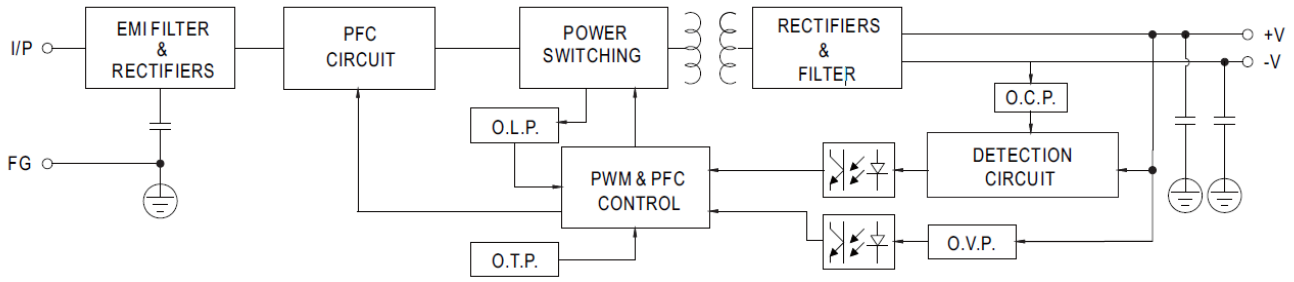 I/P
EMI FILTER
&
RECTIFIERS
PFC
CIRCUIT
POWER
SWITCHING
RECTIFIERS
&
FILTER
+V
-V
O.C.P.
O.L.P.
FG
PWM & PFC
CONTROL
DETECTION
CIRCUIT
O.T.P.
O.V.P.